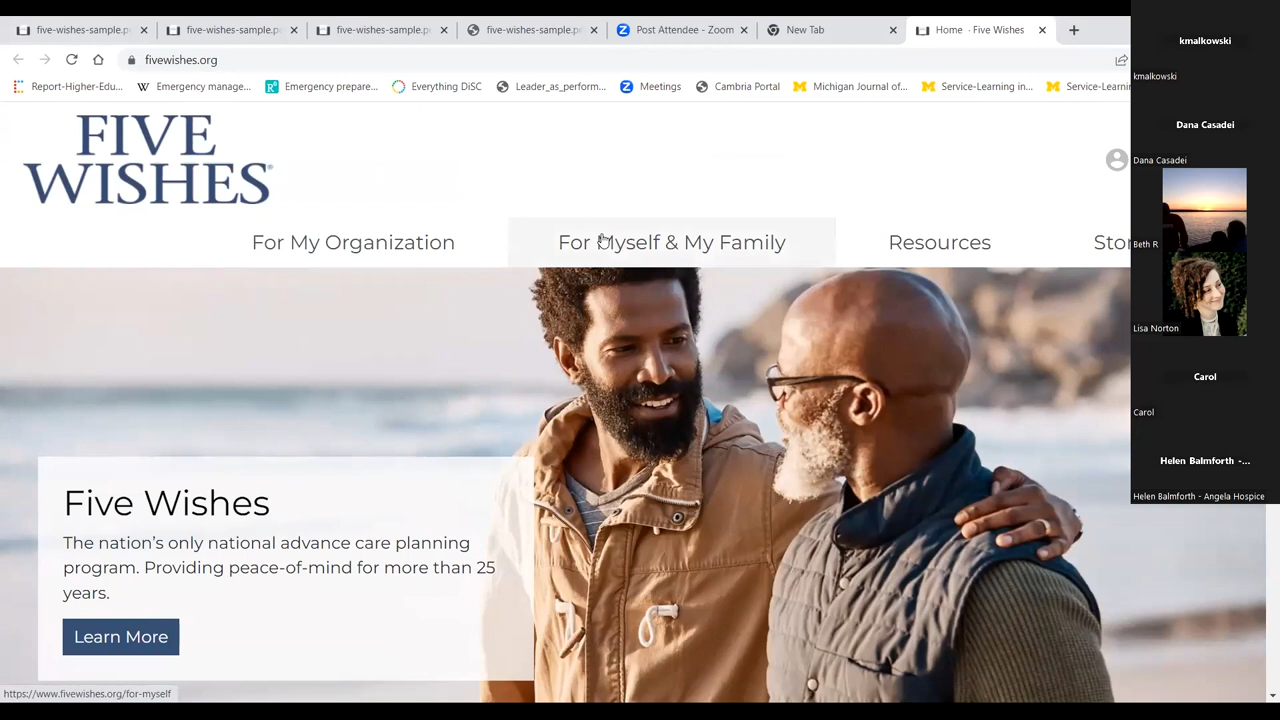 five-wishes-sample.p
five-wishes-sample.p
five-wishes-sample.p
five-wishes-sample.p
Post Attendee - Zoom
New Tab
Home · Five Wishes
fivewishes.org
Report-Higher-Edu...
Emergency manage...
Emergency prepare...
Everything DiSC
Leader_as_perform...
Meetings
Cambria Portal
Michigan Journal of...
Service-Learning in...
Service-Learnin
FIVE
WISHES®
For My Organization
For Myself & My Family
Resources
Stor
Five Wishes
The nation's only national advance care planning
program. Providing peace-of-mind for more than 25
years.
Learn More
https://www.fivewishes.org/for-myself
kmalkowski
kmalkowski
Dana Casadei
Dana Casadei
Beth R
Lisa Norton
Carol
Carol
Helen Balmforth -...
Helen Balmforth - Angela Hospice